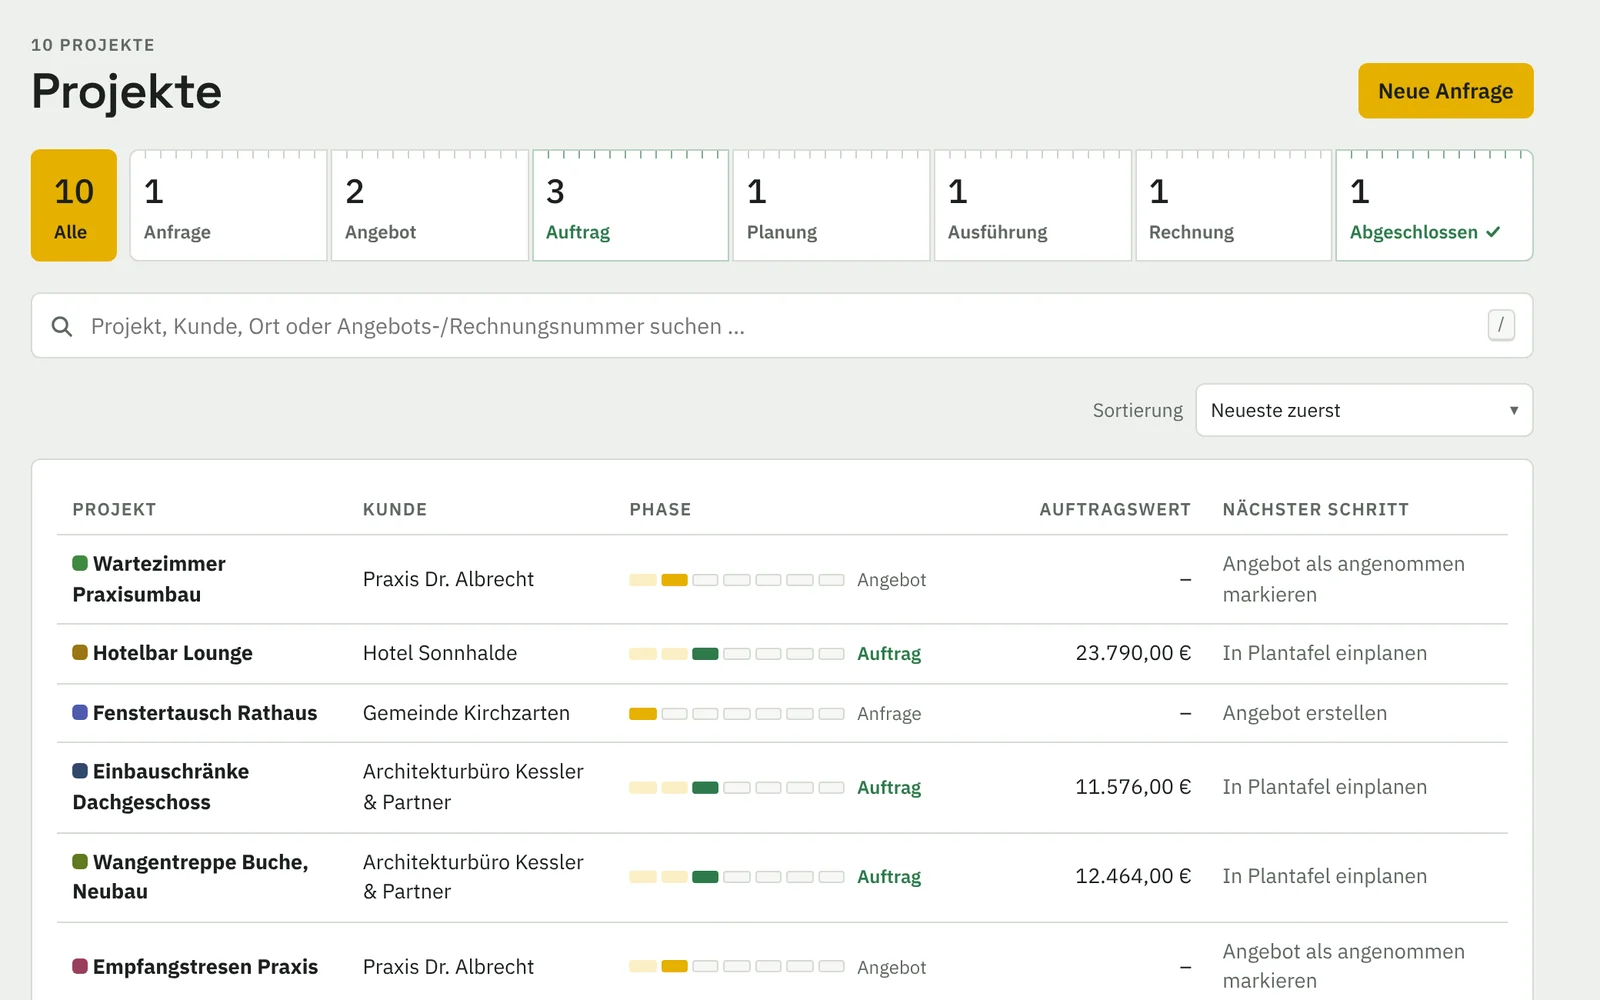 10 PROJEKTE
Projekte
Neue Anfrage
10
Alle
1
Anfrage
2
Angebot
3
Auftrag
1
Planung
1
Ausführung
1
Rechnung
1
Abgeschlossen ✓
Projekt, Kunde, Ort oder Angebots-/Rechnungsnummer suchen ...
/
Sortierung
Neueste zuerst
PROJEKT KUNDE PHASE AUFTRAGSWERT NÄCHSTER SCHRITT
Wartezimmer
Praxisumbau
Praxis Dr. Albrecht
Angebot
–
Angebot als angenommen
markieren
Hotelbar Lounge
Hotel Sonnhalde
Auftrag
23.790,00 €
In Plantafel einplanen
Fenstertausch Rathaus
Gemeinde Kirchzarten
Anfrage
–
Angebot erstellen
Einbauschränke
Dachgeschoss
Architekturbüro Kessler
& Partner
Auftrag
11.576,00 €
In Plantafel einplanen
Wangentreppe Buche,
Neubau
Architekturbüro Kessler
& Partner
Auftrag
12.464,00 €
In Plantafel einplanen
Empfangstresen Praxis
Praxis Dr. Albrecht
Angebot
–
Angebot als angenommen
markieren